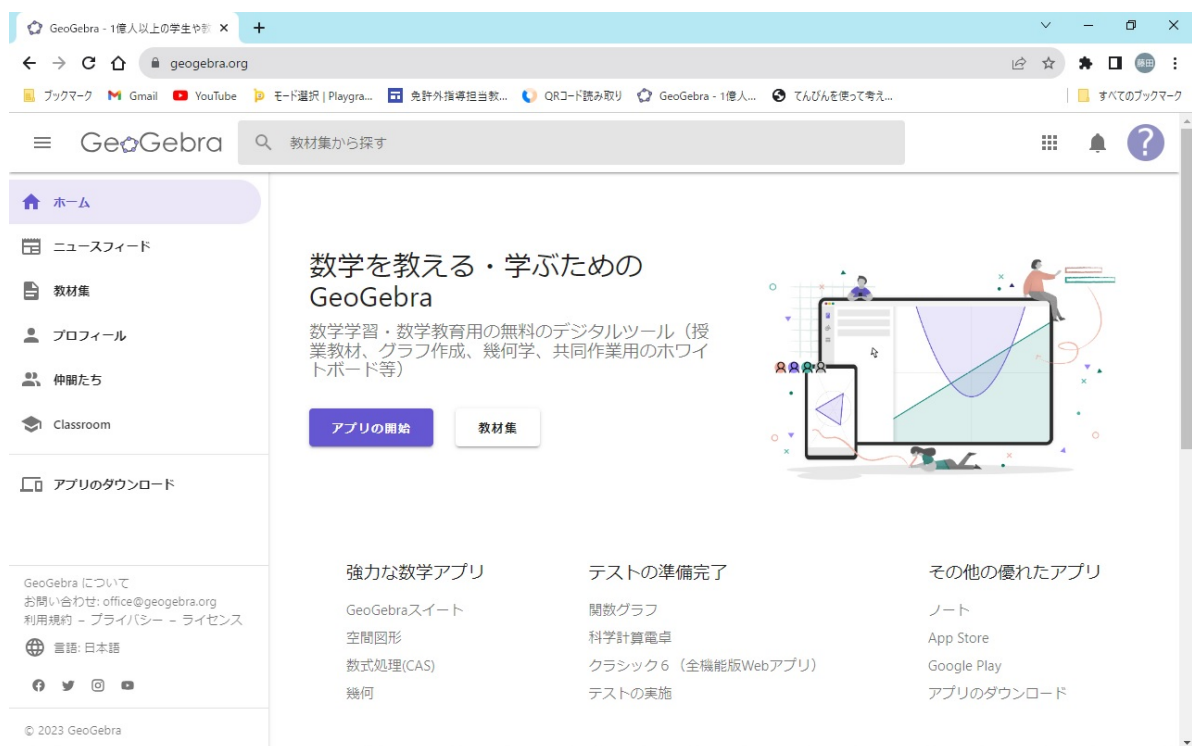 GeoGebra - 1億人以上の学生や教
geogebra.org
藤田
ブックマーク Gmail YouTube モード選択 | Playgra... 免許外指導担当教... QRコード読み取り GeoGebra - 1億人... てんびんを使って考え... すべてのブックマーク
GeoGebra 教材集から探す ?
ホーム
ニュースフィード
教材集
プロフィール
仲間たち
Classroom
アプリのダウンロード
GeoGebra について
お問い合わせ: office@geogebra.org
利用規約 – プライバシー – ライセンス
言語: 日本語
© 2023 GeoGebra
数学を教える・学ぶための
GeoGebra
数学学習・数学教育用の無料のデジタルツール（授
業教材、グラフ作成、幾何学、共同作業用のホワイ
トボード等）
アプリの開始 教材集
強力な数学アプリ
GeoGebraスイート
空間図形
数式処理(CAS)
幾何
テストの準備完了
関数グラフ
科学計算電卓
クラシック６（全機能版Webアプリ）
テストの実施
その他の優れたアプリ
ノート
App Store
Google Play
アプリのダウンロード